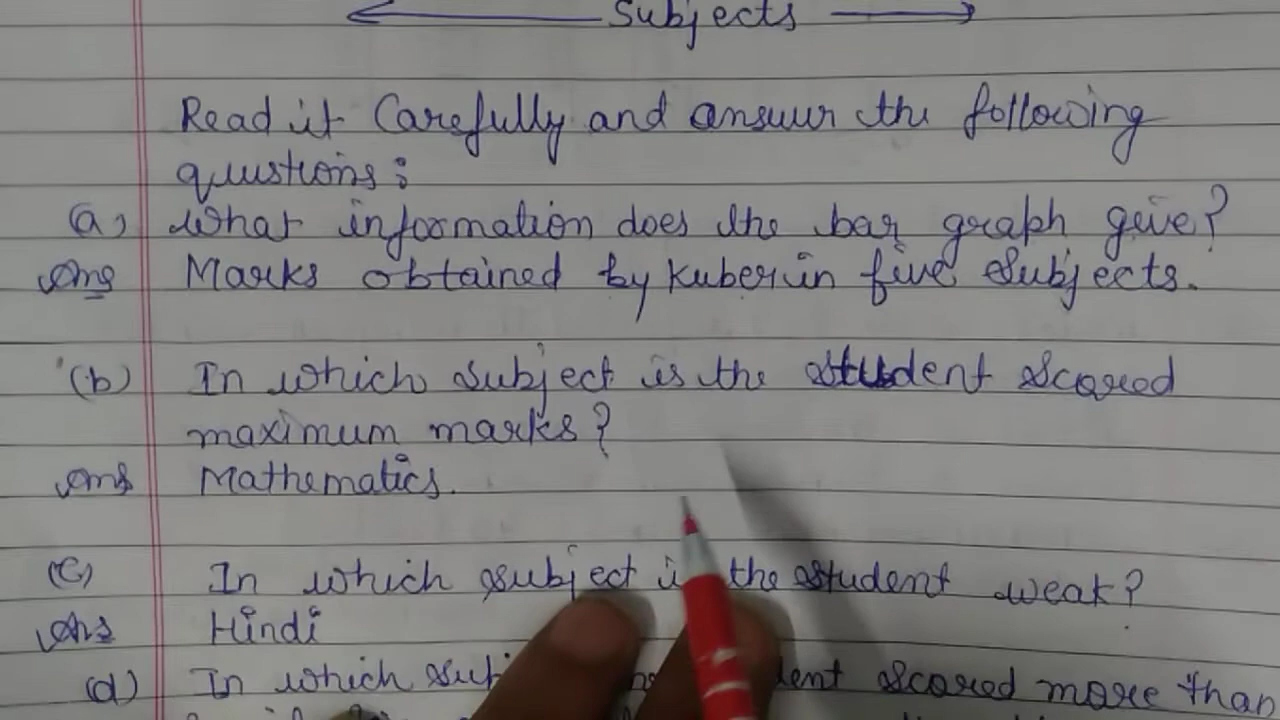 Subjects
Read it Carefully and answer the following
questions:
(a) What information does the bar graph give?
Ans Marks obtained by Kuber in five Subjects.
(b) In which subject is the student scored
maximum marks?
Ans Mathematics.
(c) In which subject is the student weak?
Ans Hindi
(d) In which scored more than